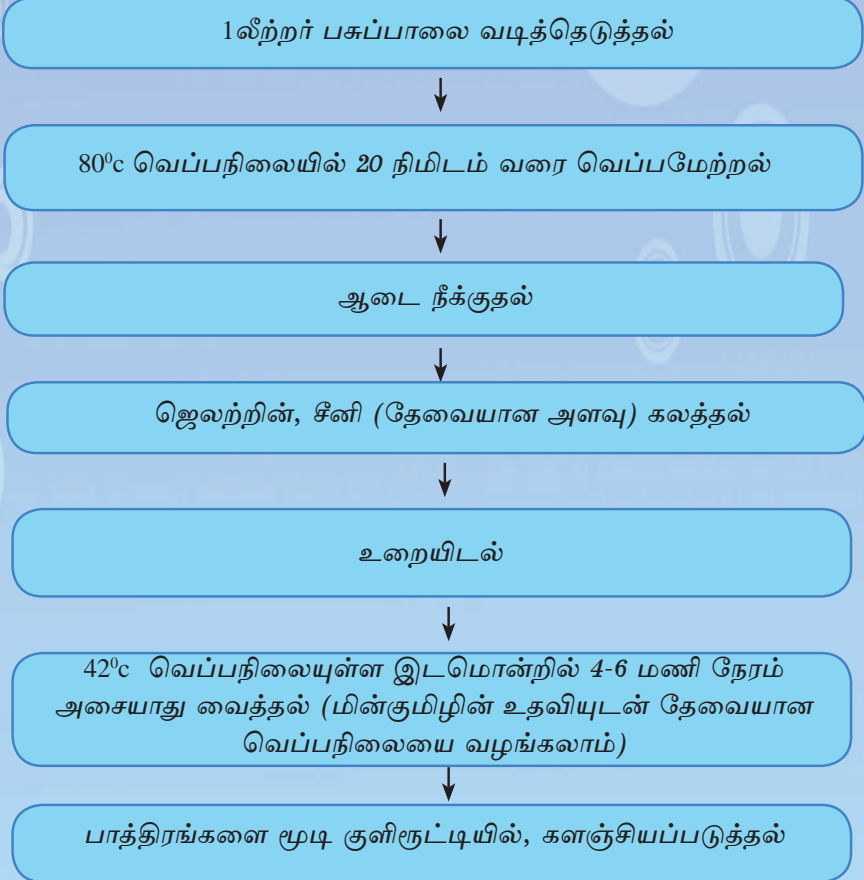 1லீற்றர் பசுப்பாலை வடித்தெடுத்தல்
80⁰c வெப்பநிலையில் 20 நிமிடம் வரை வெப்பமேற்றல்
ஆடை நீக்குதல்
ஜெலற்றின், சீனி (தேவையான அளவு) கலத்தல்
உறையிடல்
42⁰c வெப்பநிலையுள்ள இடமொன்றில் 4-6 மணி நேரம்
அசையாது வைத்தல் (மின்குமிழின் உதவியுடன் தேவையான
வெப்பநிலையை வழங்கலாம்)
பாத்திரங்களை மூடி குளிரூட்டியில், களஞ்சியப்படுத்தல்